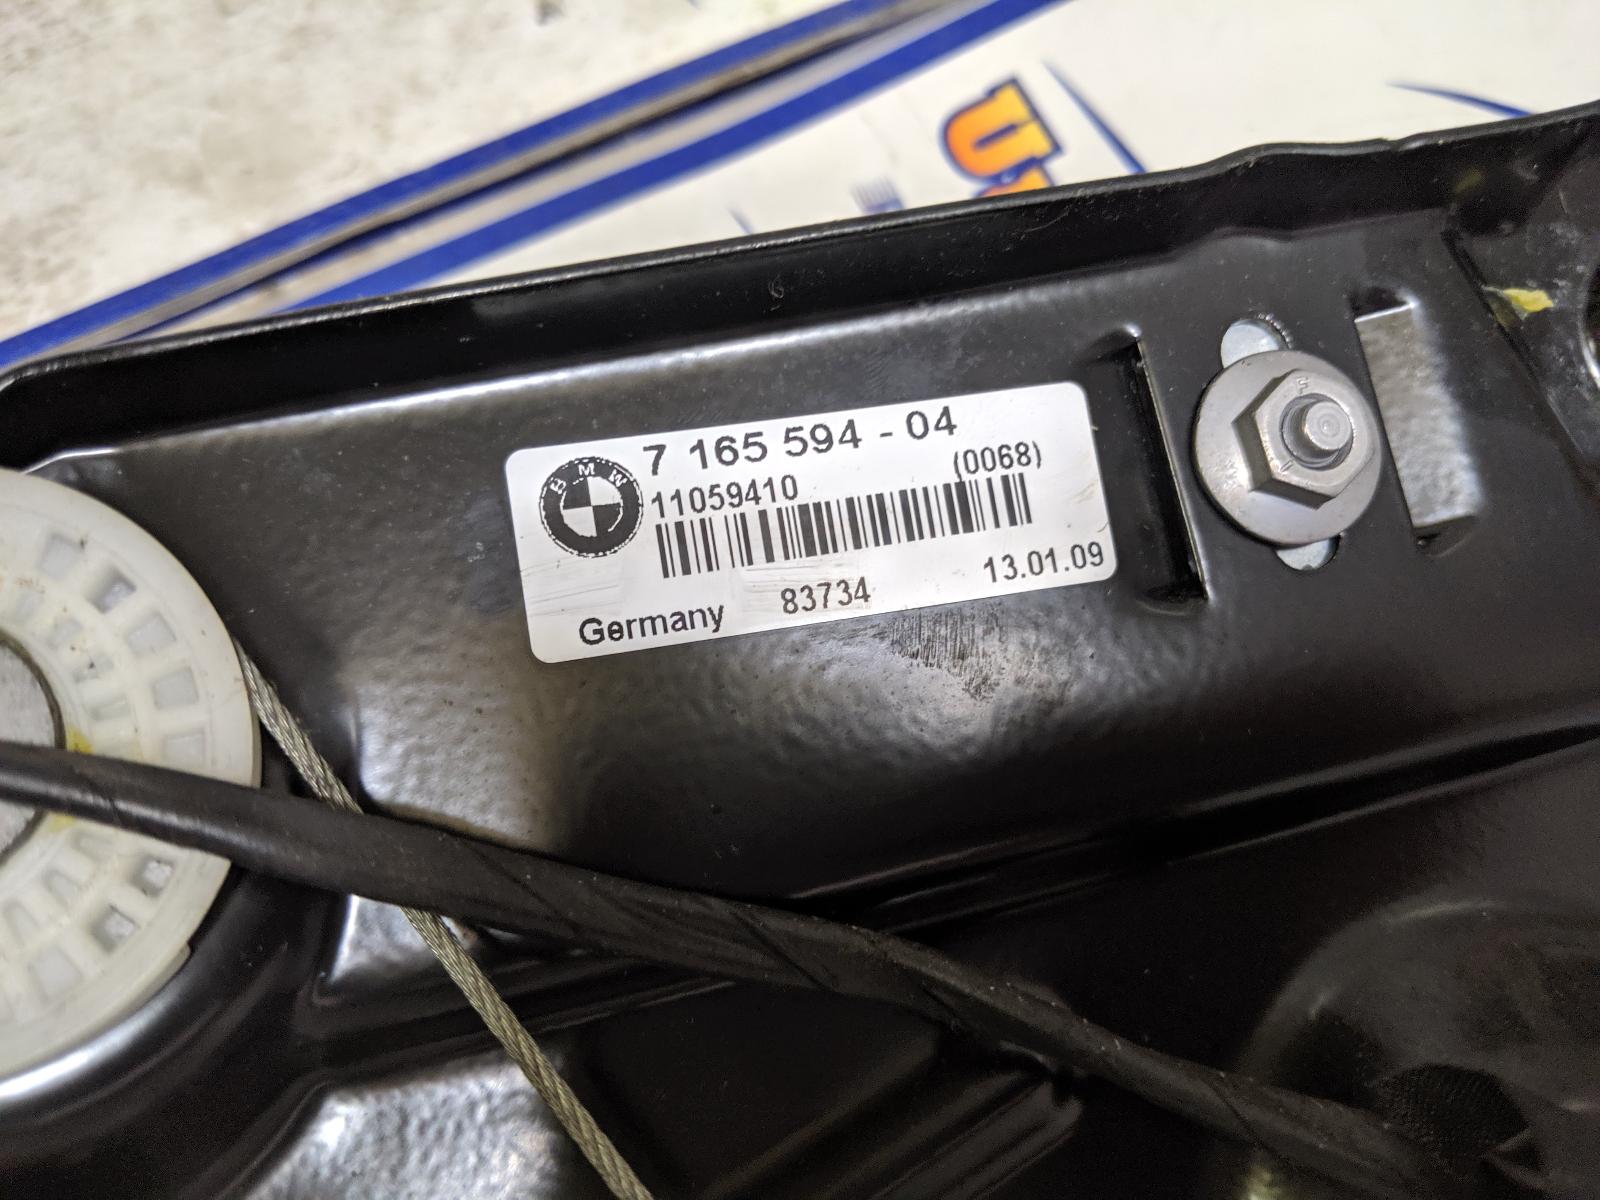 7 165 594 - 04
(0068)
BMW
11059410
13.01.09
Germany 83734